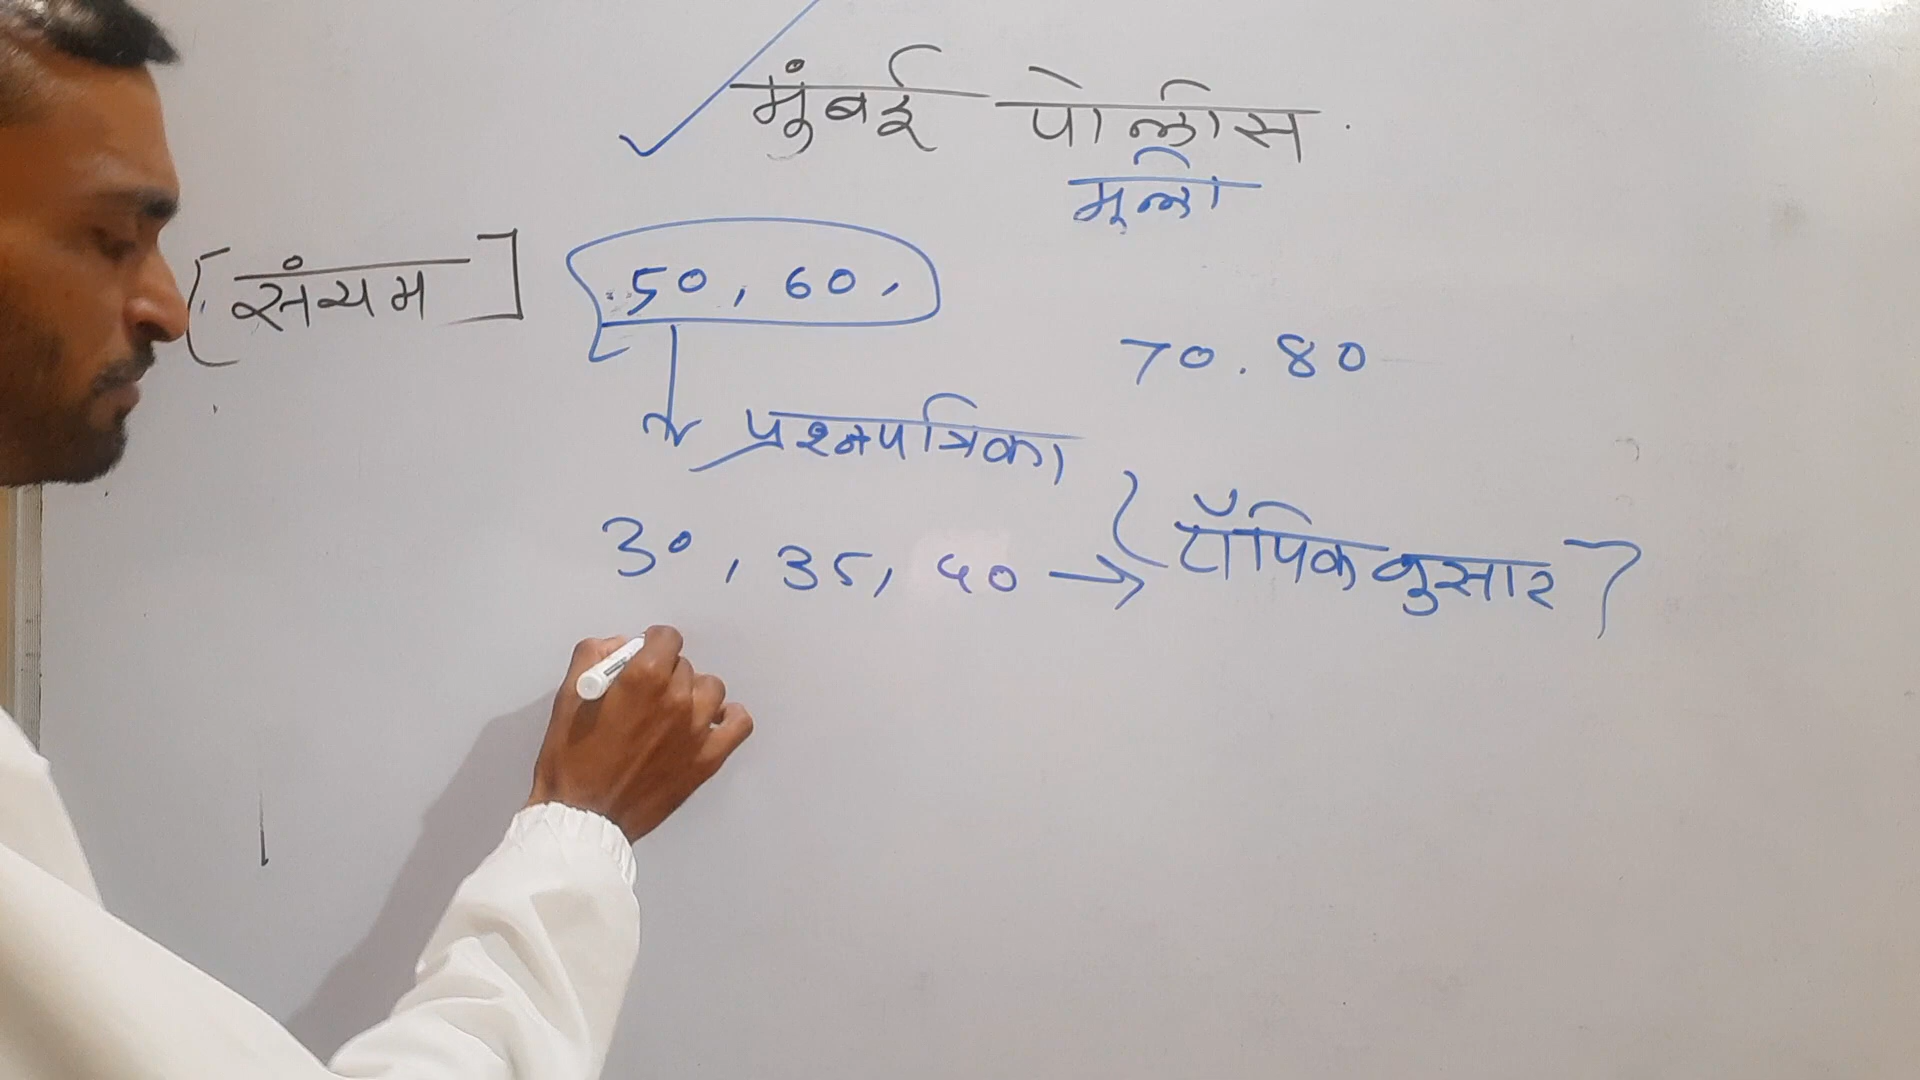 मुंबई पोलीस.
मुली
[संयम] 50, 60,
70. 80
प्रश्नपत्रिका
30, 35, 40 → {टॉपिकनुसार}